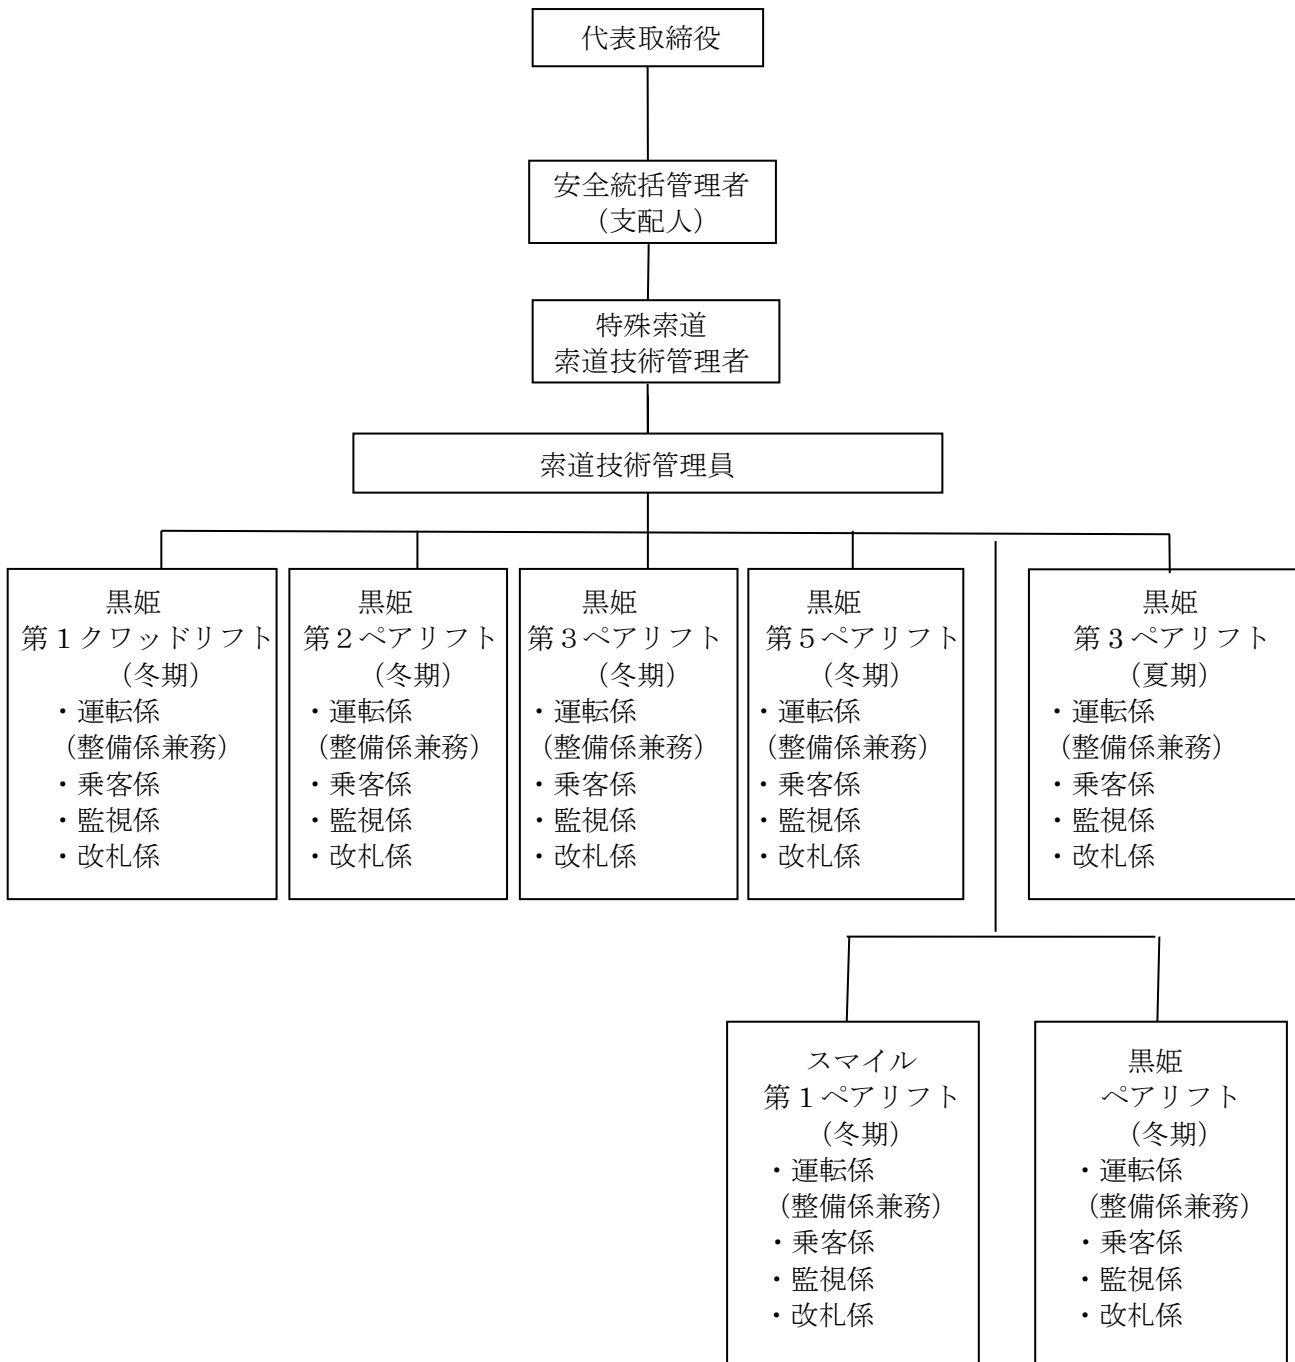 代表取締役
安全統括管理者
（支配人）
特殊索道
索道技術管理者
索道技術管理員
黒姫
第１クワッドリフト
（冬期）
・運転係
（整備係兼務）
・乗客係
・監視係
・改札係
黒姫
第２ペアリフト
（冬期）
・運転係
（整備係兼務）
・乗客係
・監視係
・改札係
黒姫
第３ペアリフト
（冬期）
・運転係
（整備係兼務）
・乗客係
・監視係
・改札係
黒姫
第５ペアリフト
（冬期）
・運転係
（整備係兼務）
・乗客係
・監視係
・改札係
黒姫
第３ペアリフト
（夏期）
・運転係
（整備係兼務）
・乗客係
・監視係
・改札係
スマイル
第１ペアリフト
（冬期）
・運転係
（整備係兼務）
・乗客係
・監視係
・改札係
黒姫
ペアリフト
（冬期）
・運転係
（整備係兼務）
・乗客係
・監視係
・改札係